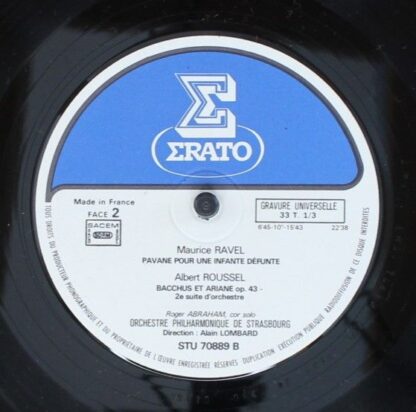 ERATO
Made in France
FACE 2
SACEM
GRAVURE UNIVERSELLE
33 T. 1/3
6'45-10"-15'43 22'38
Maurice RAVEL
PAVANE POUR UNE INFANTE DÉFUNTE
Albert ROUSSEL
BACCHUS ET ARIANE op. 43 -
2e suite d'orchestre
Roger ABRAHAM, cor solo
ORCHESTRE PHILHARMONIQUE DE STRASBOURG
Direction : Alain LOMBARD
STU 70889 B
TOUS DROITS DU PRODUCTEUR PHONOGRAPHIQUE ET DU PROPRIÉTAIRE DE L'ŒUVRE ENREGISTRÉE RÉSERVÉS DUPLICATION EXÉCUTION PUBLIQUE RADIODIFFUSION DE CE DISQUE INTERDITES